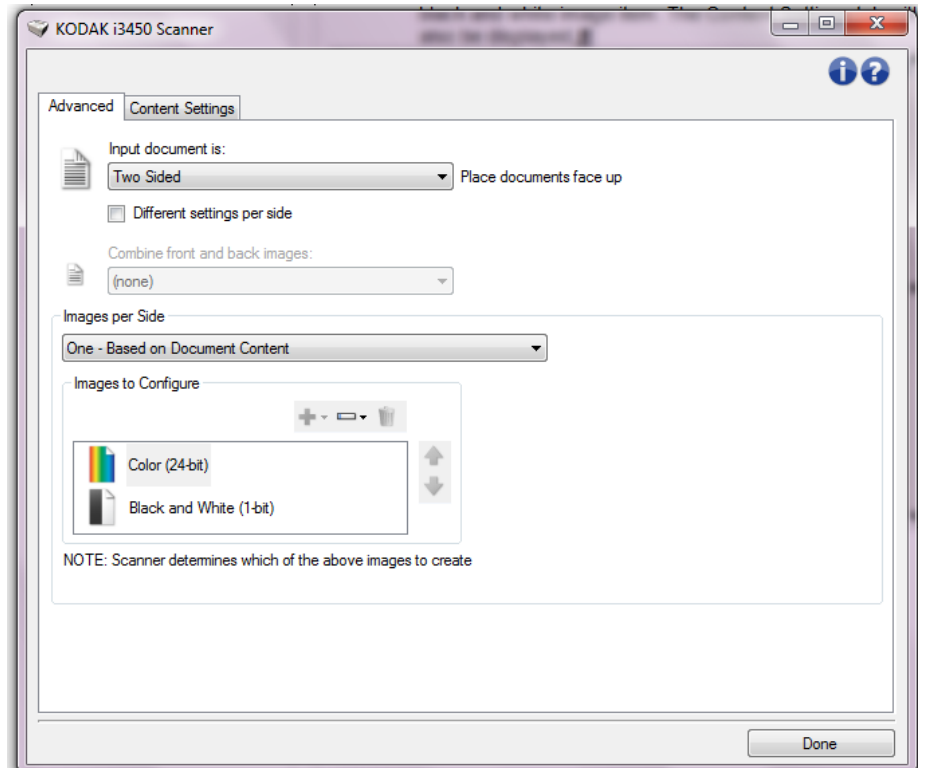 KODAK i3450 Scanner
Advanced
Content Settings
Input document is:
Two Sided
Place documents face up
Different settings per side
Combine front and back images:
(none)
Images per Side
One - Based on Document Content
Images to Configure
Color (24-bit)
Black and White (1-bit)
NOTE: Scanner determines which of the above images to create
Done